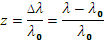 z = Δλ/λ₀ = (λ − λ₀)/λ₀